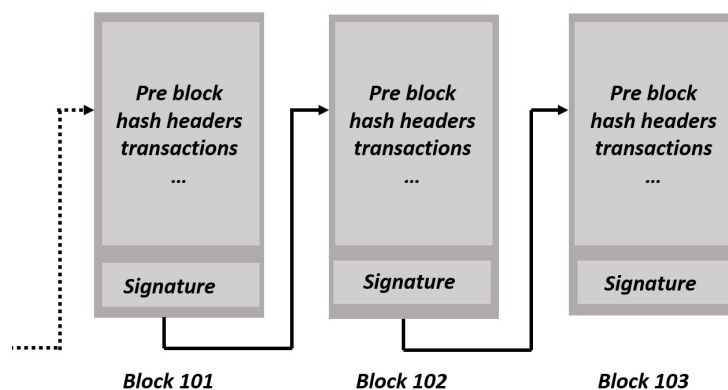 Pre block
hash headers
transactions
...
Signature
Block 101
Pre block
hash headers
transactions
...
Signature
Block 102
Pre block
hash headers
transactions
...
Signature
Block 103